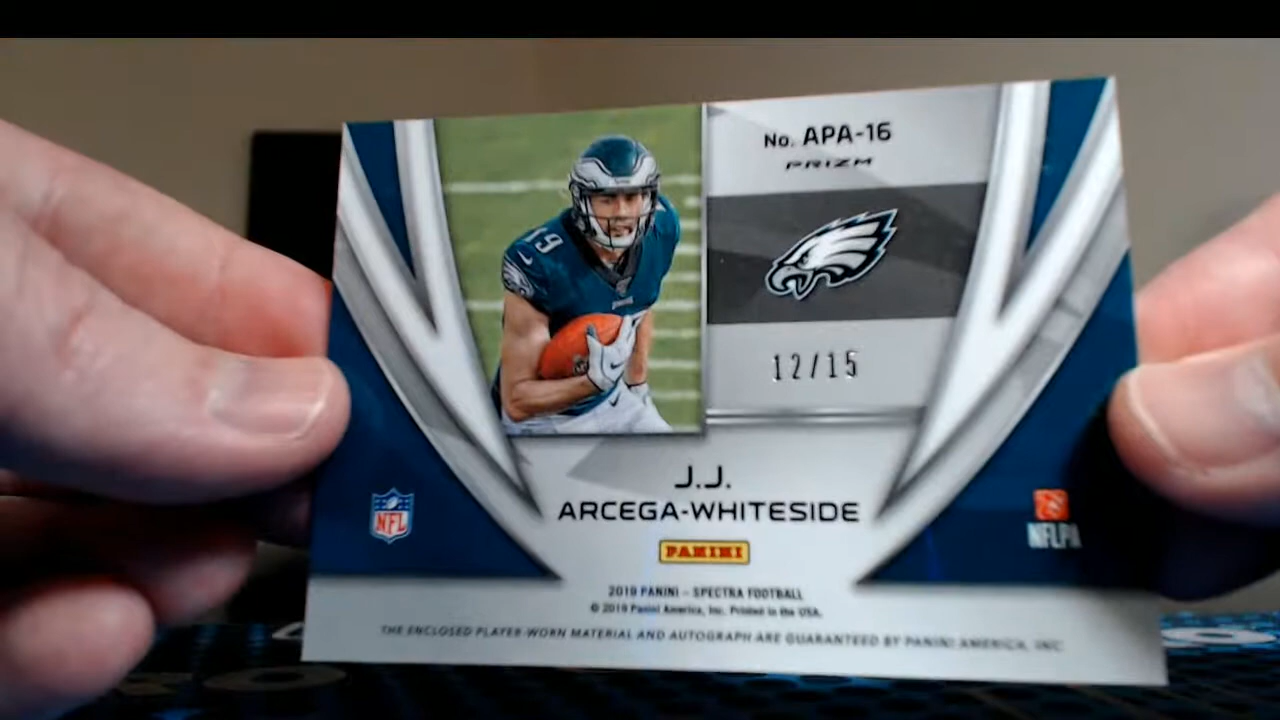 No. APA-16
PRIZM
19
12/15
J.J.
ARCEGA-WHITESIDE
NFL
NFLPA
PANINI
2019 PANINI – SPECTRA FOOTBALL
© 2019 Panini America, Inc. Printed in the USA.
THE ENCLOSED PLAYER-WORN MATERIAL AND AUTOGRAPH ARE GUARANTEED BY PANINI AMERICA, INC